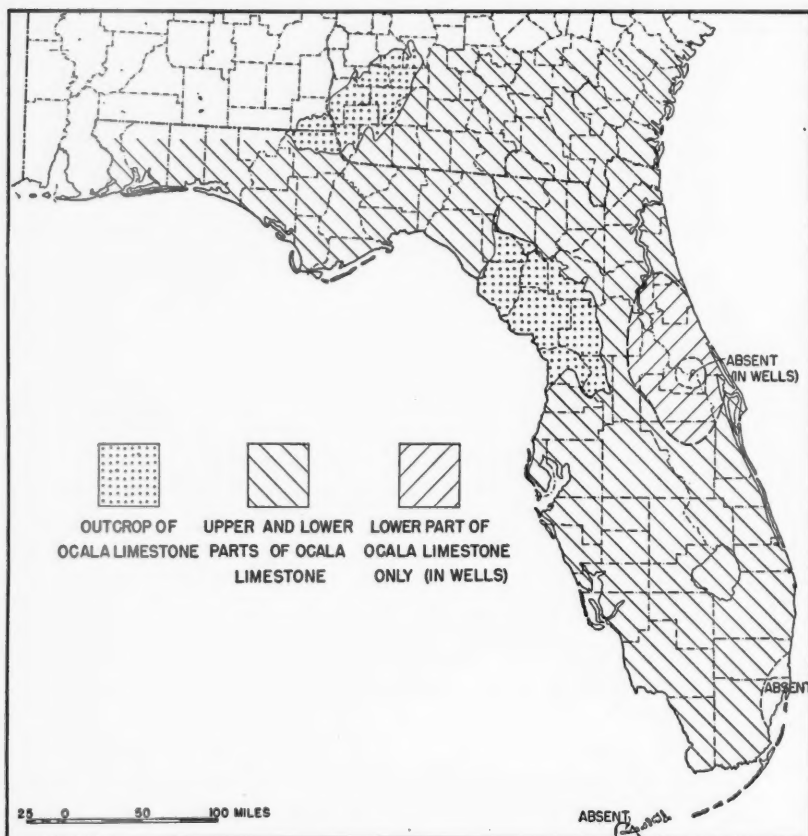 ABSENT
(IN WELLS)
OUTCROP OF
OCALA LIMESTONE
UPPER AND LOWER
PARTS OF OCALA
LIMESTONE
LOWER PART OF
OCALA LIMESTONE
ONLY (IN WELLS)
ABSENT
25 0 50 100 MILES
ABSENT